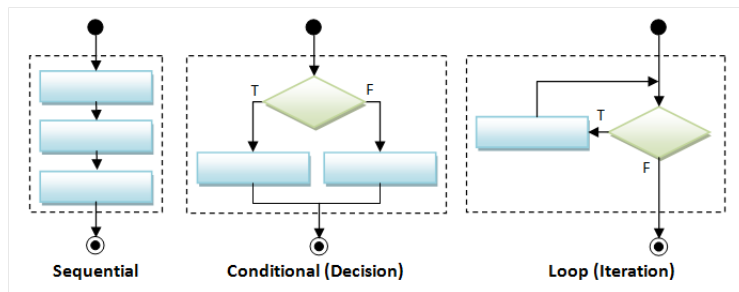 T
F
T
F
Sequential
Conditional (Decision)
Loop (Iteration)